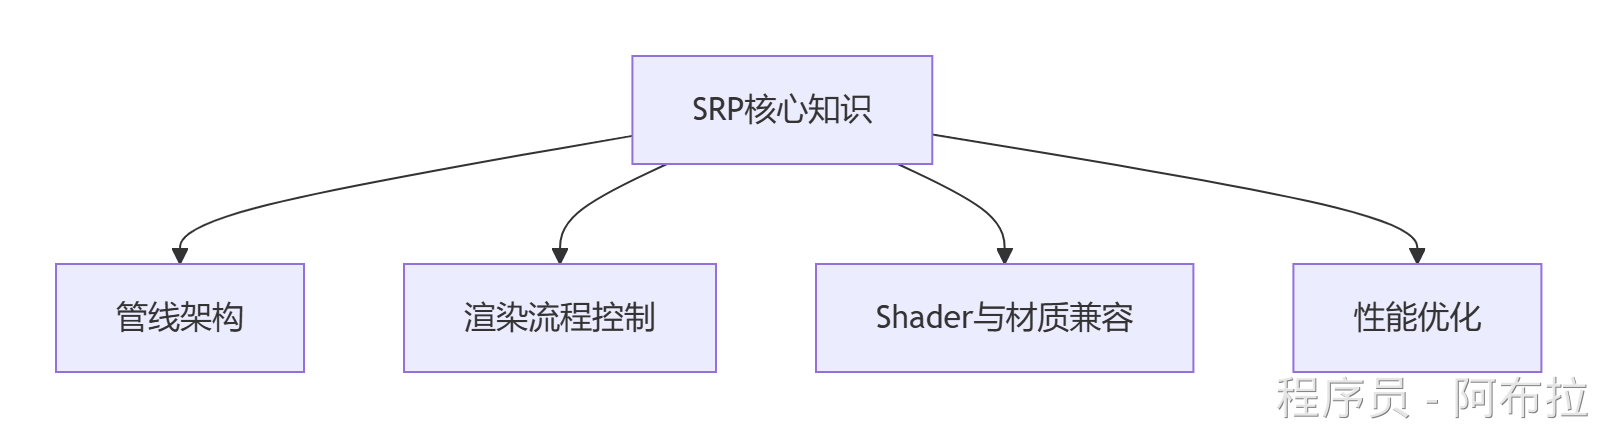 SRP核心知识
管线架构
渲染流程控制
Shader与材质兼容
性能优化
程序员 - 阿布拉